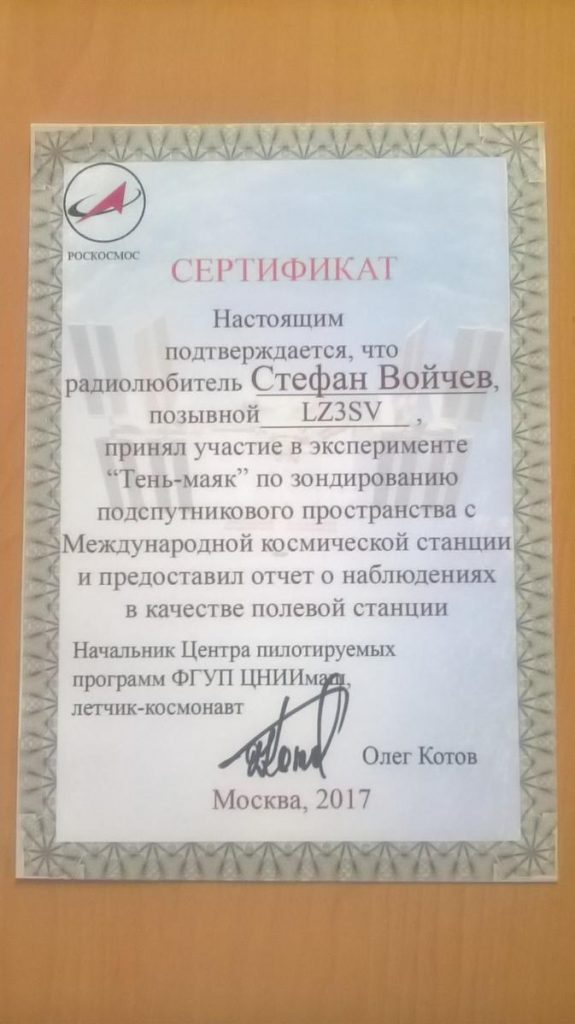 РОСКОСМОС
СЕРТИФИКАТ
Настоящим
подтверждается, что
радиолюбитель Стефан Войчев,
позывной LZ3SV ,
принял участие в эксперименте
“Тень-маяк” по зондированию
подспутникового пространства с
Международной космической станции
и предоставил отчет о наблюдениях
в качестве полевой станции
Начальник Центра пилотируемых
программ ФГУП ЦНИИмаш,
летчик-космонавт
Олег Котов
Москва, 2017